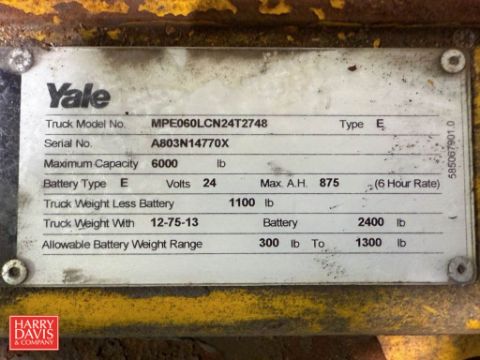 Yale
Truck Model No. MPE060LCN24T2748 Type E
Serial No. A803N14770X
Maximum Capacity 6000 lb
Battery Type E Volts 24 Max. A.H. 875 (6 Hour Rate)
Truck Weight Less Battery 1100 lb
Truck Weight With 12-75-13 Battery 2400 lb
Allowable Battery Weight Range 300 lb To 1300 lb
585067901.0
HARRY
DAVIS
& COMPANY